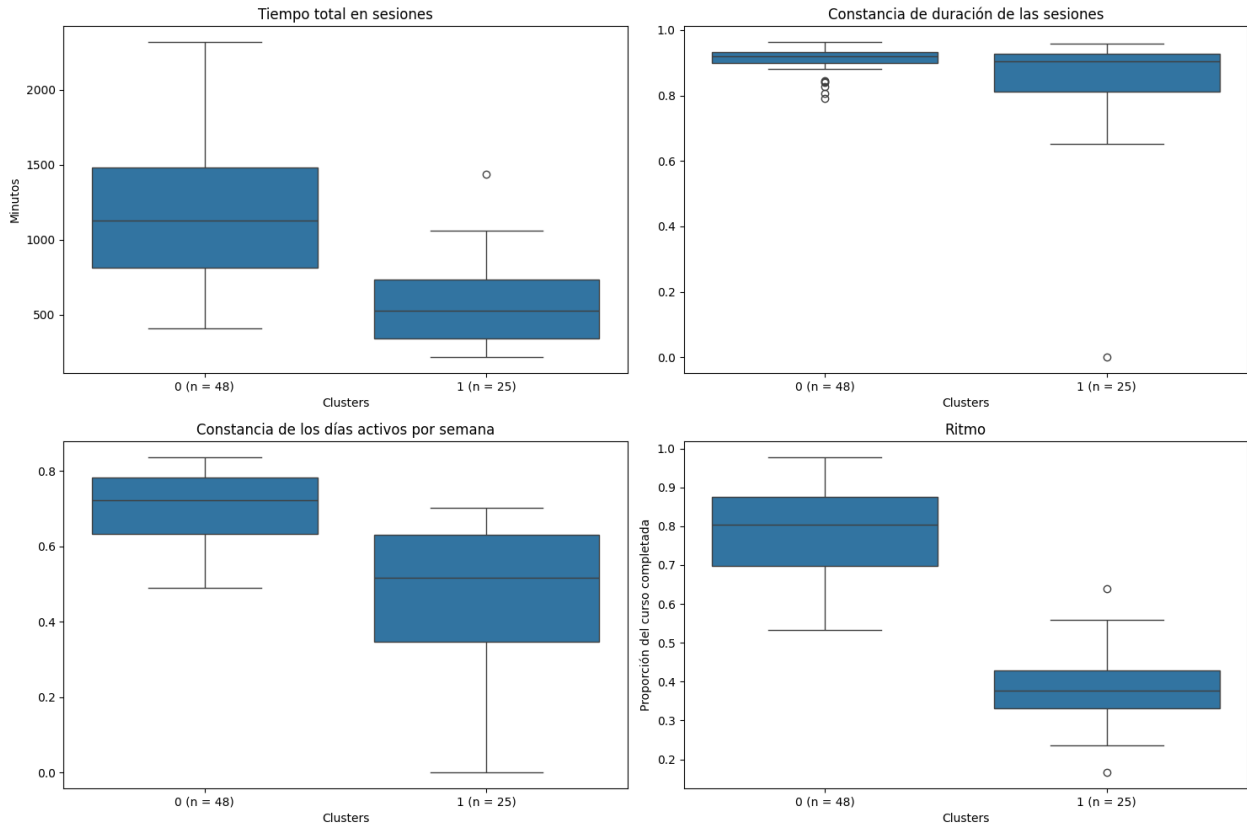 Tiempo total en sesiones
Minutos
2000
1500
1000
500
0 (n = 48)
1 (n = 25)
Clusters
Constancia de duración de las sesiones
1.0
0.8
0.6
0.4
0.2
0.0
0 (n = 48)
1 (n = 25)
Clusters
Constancia de los días activos por semana
0.8
0.6
0.4
0.2
0.0
0 (n = 48)
1 (n = 25)
Clusters
Ritmo
Proporción del curso completada
1.0
0.9
0.8
0.7
0.6
0.5
0.4
0.3
0.2
0 (n = 48)
1 (n = 25)
Clusters